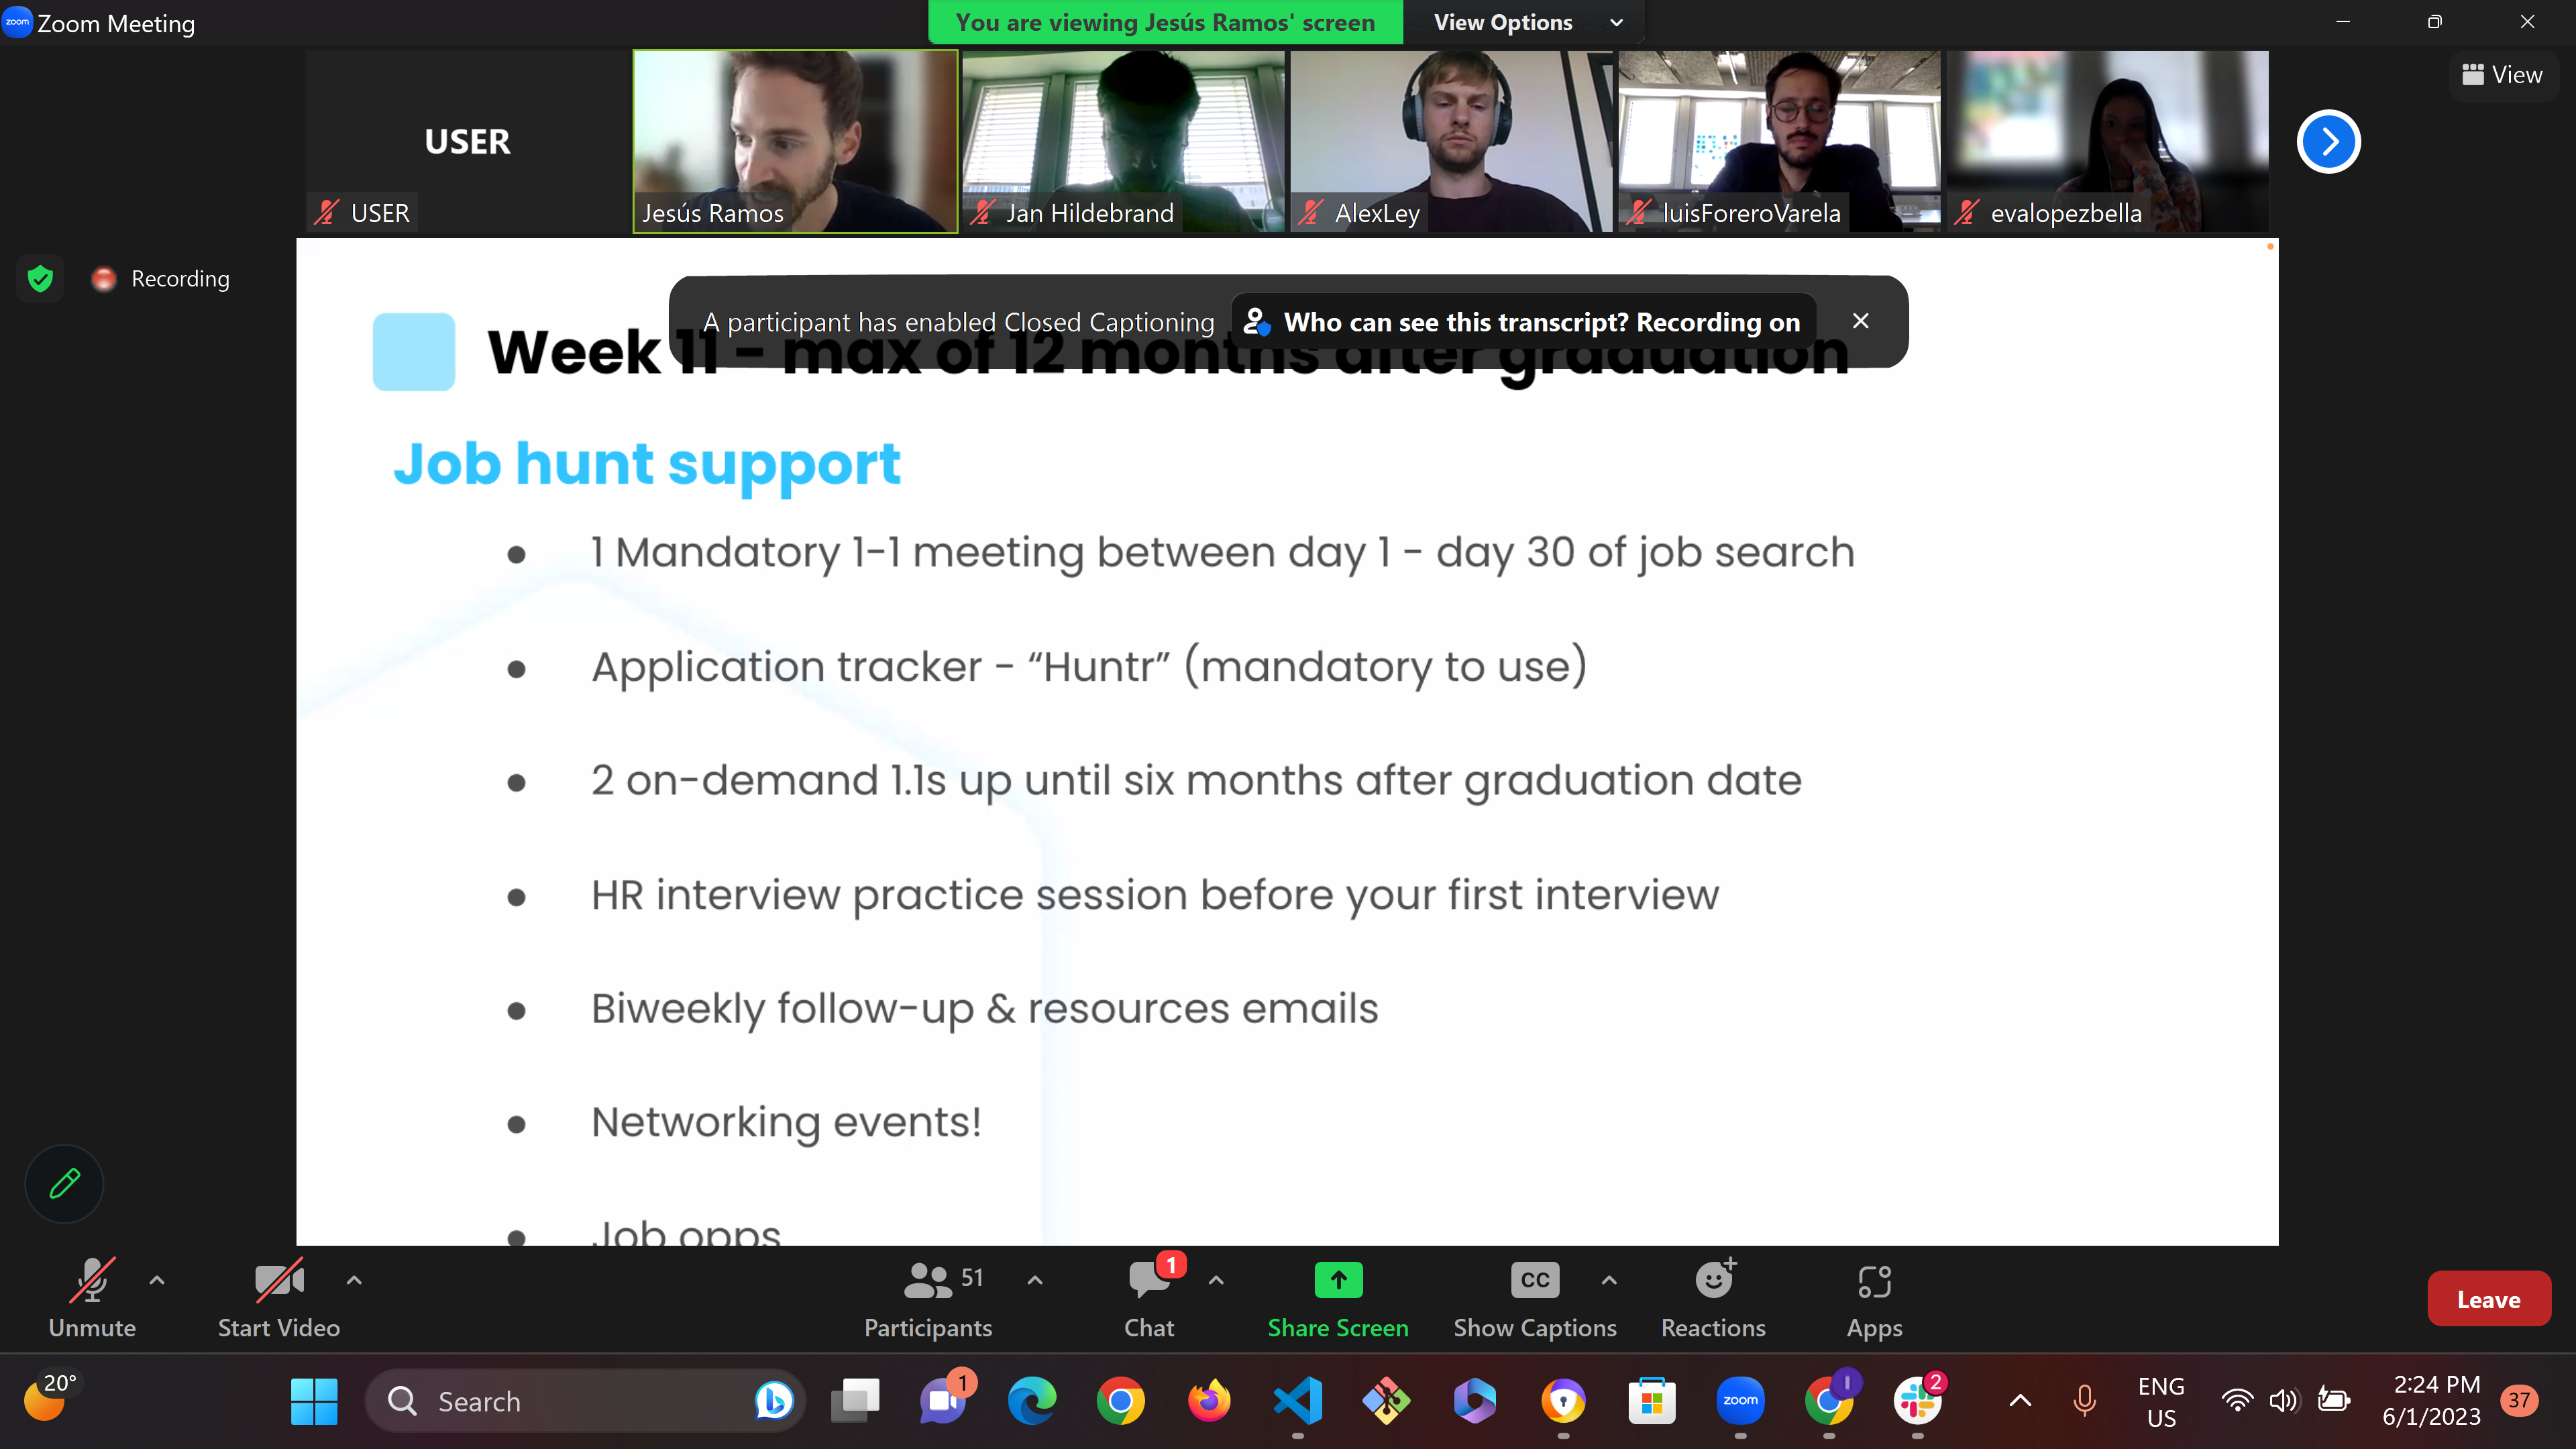 zoom Zoom Meeting
You are viewing Jesús Ramos' screen
View Options
View
USER
USER
Jesús Ramos
Jan Hildebrand
AlexLey
luisForeroVarela
evalopezbella
Recording
A participant has enabled Closed Captioning
Who can see this transcript? Recording on
Week 11 - max of 12 months after graduation
Job hunt support
● 1 Mandatory 1-1 meeting between day 1 - day 30 of job search
● Application tracker - “Huntr” (mandatory to use)
● 2 on-demand 1.1s up until six months after graduation date
● HR interview practice session before your first interview
● Biweekly follow-up & resources emails
● Networking events!
● Job opps
Unmute
Start Video
51
Participants
1
Chat
Share Screen
CC
Show Captions
Reactions
Apps
Leave
20°
Search
1
zoom
I
2
ENG
US
2:24 PM
6/1/2023
37